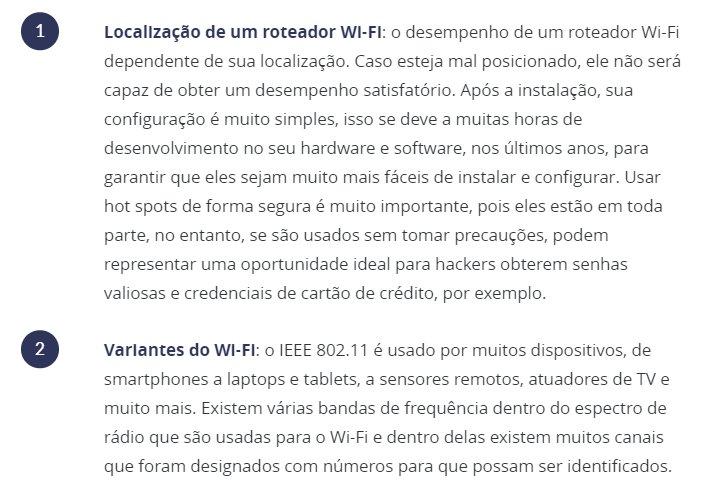 1
Localização de um roteador WI-FI: o desempenho de um roteador Wi-Fi
dependente de sua localização. Caso esteja mal posicionado, ele não será
capaz de obter um desempenho satisfatório. Após a instalação, sua
configuração é muito simples, isso se deve a muitas horas de
desenvolvimento no seu hardware e software, nos últimos anos, para
garantir que eles sejam muito mais fáceis de instalar e configurar. Usar
hot spots de forma segura é muito importante, pois eles estão em toda
parte, no entanto, se são usados sem tomar precauções, podem
representar uma oportunidade ideal para hackers obterem senhas
valiosas e credenciais de cartão de crédito, por exemplo.
2
Variantes do WI-FI: o IEEE 802.11 é usado por muitos dispositivos, de
smartphones a laptops e tablets, a sensores remotos, atuadores de TV e
muito mais. Existem várias bandas de frequência dentro do espectro de
rádio que são usadas para o Wi-Fi e dentro delas existem muitos canais
que foram designados com números para que possam ser identificados.